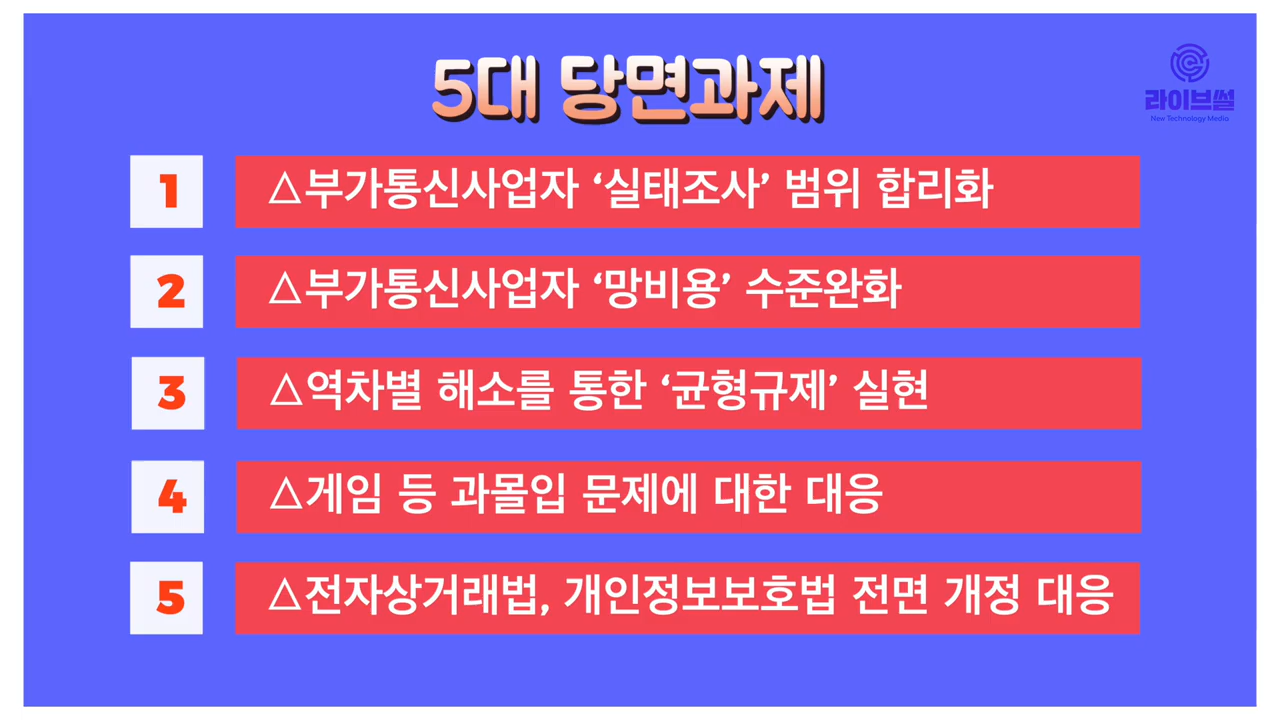 5대 당면과제
라이브썰
New Technology Media
1 △부가통신사업자 ‘실태조사’ 범위 합리화
2 △부가통신사업자 ‘망비용’ 수준완화
3 △역차별 해소를 통한 ‘균형규제’ 실현
4 △게임 등 과몰입 문제에 대한 대응
5 △전자상거래법, 개인정보보호법 전면 개정 대응